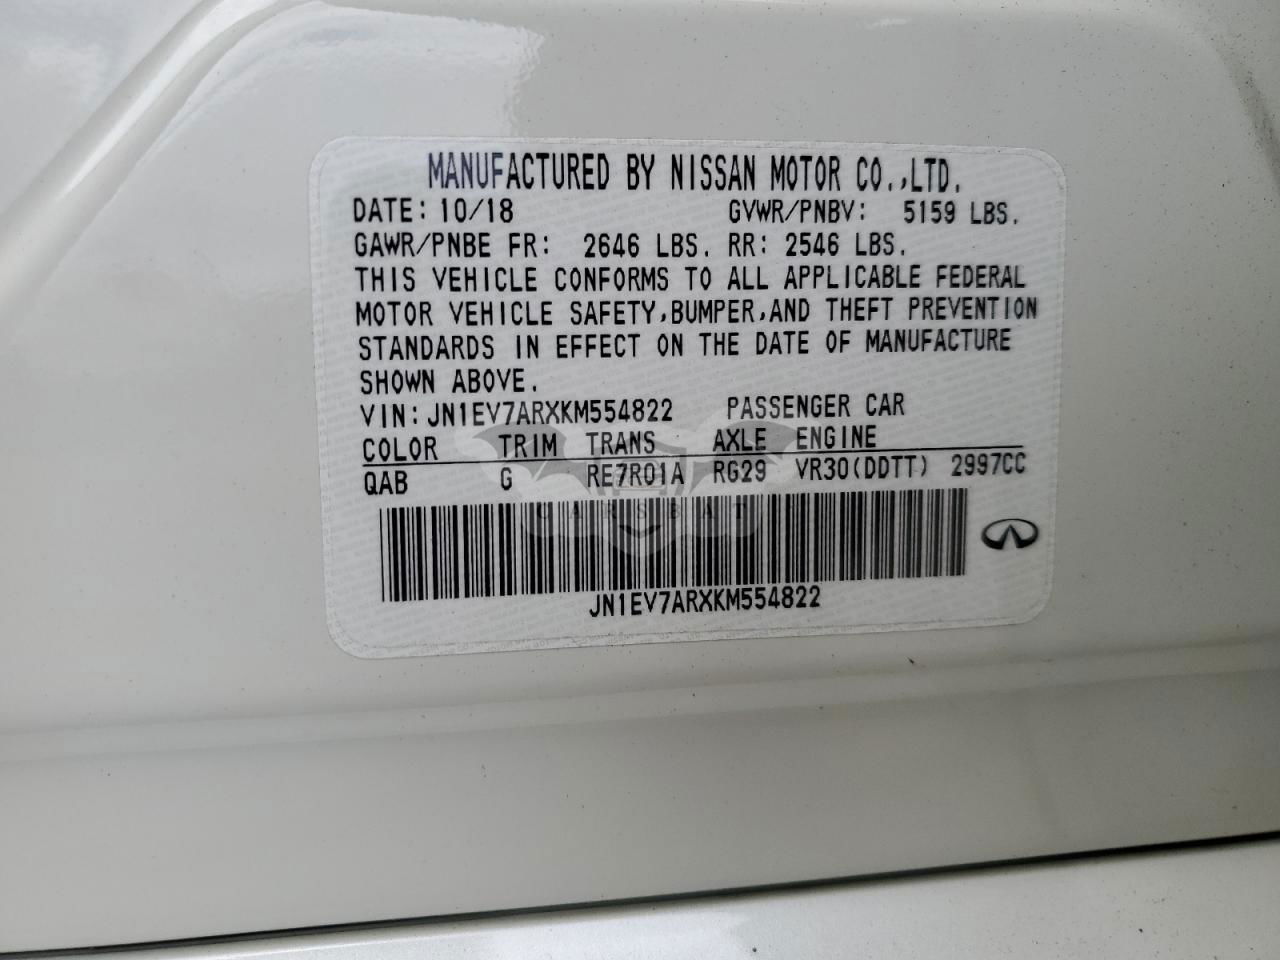 MANUFACTURED BY NISSAN MOTOR CO.,LTD.
DATE: 10/18 GVWR/PNBV: 5159 LBS.
GAWR/PNBE FR: 2646 LBS. RR: 2546 LBS.
THIS VEHICLE CONFORMS TO ALL APPLICABLE FEDERAL
MOTOR VEHICLE SAFETY,BUMPER,AND THEFT PREVENTION
STANDARDS IN EFFECT ON THE DATE OF MANUFACTURE
SHOWN ABOVE.
VIN: JN1EV7ARXKM554822 PASSENGER CAR
COLOR TRIM TRANS AXLE ENGINE
QAB G RE7R01A RG29 VR30(DDTT) 2997CC
CARSBAT
JN1EV7ARXKM554822